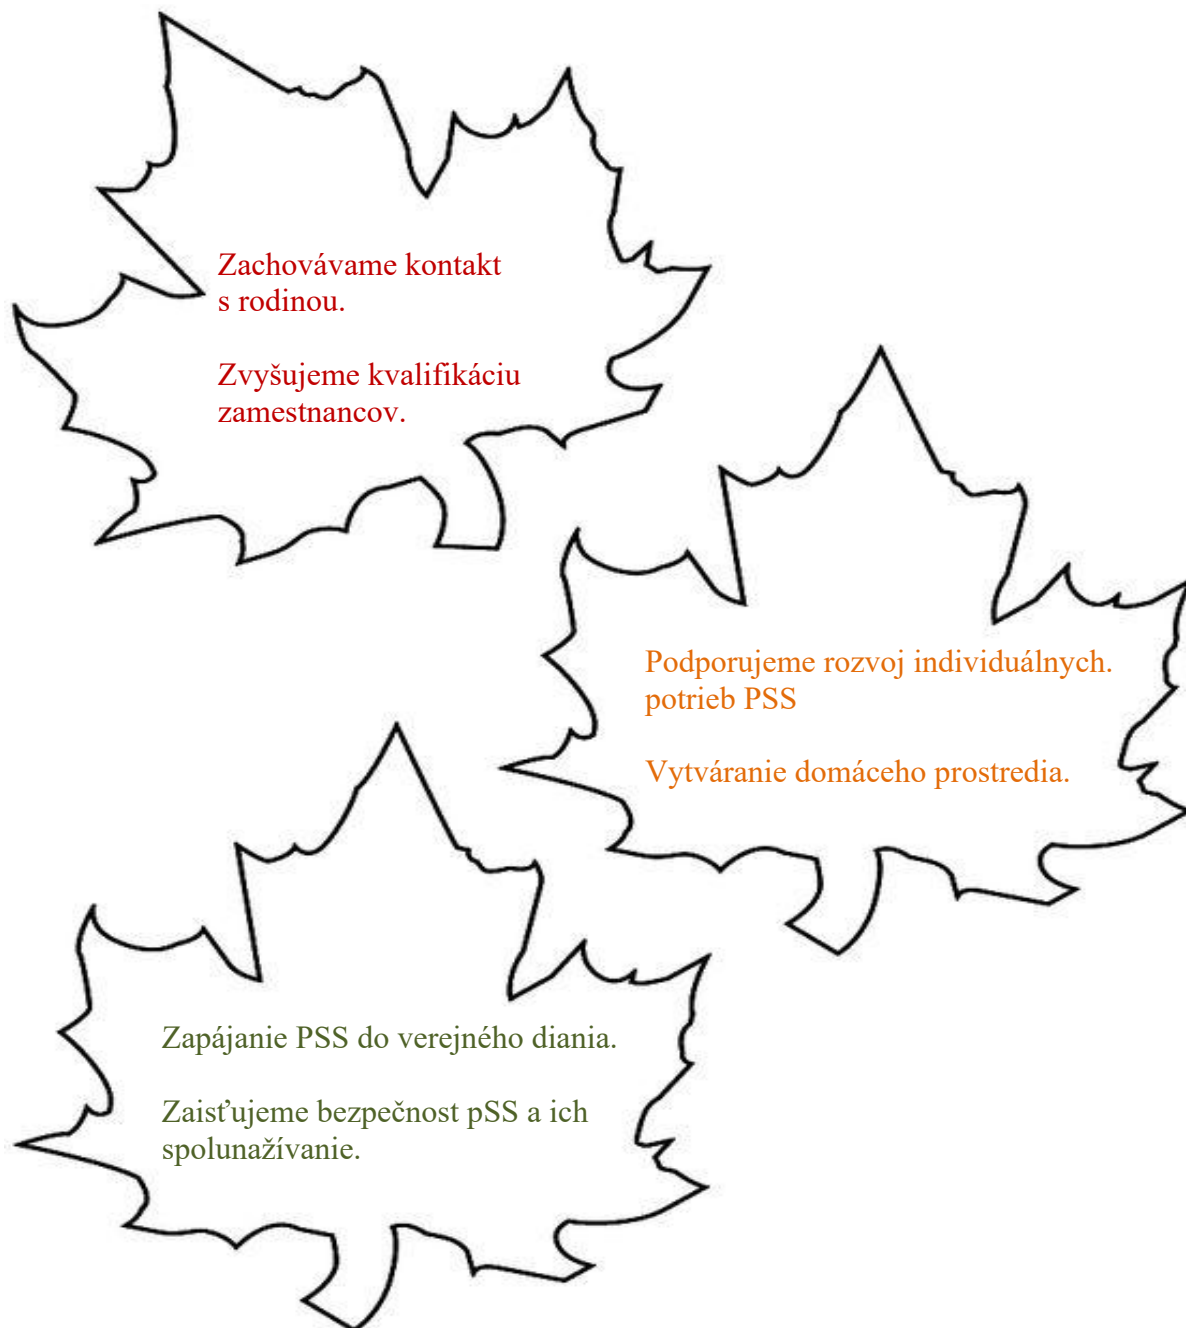 Zachovávame kontakt
s rodinou.
Zvyšujeme kvalifikáciu
zamestnancov.
Podporujeme rozvoj individuálnych.
potrieb PSS
Vytváranie domáceho prostredia.
Zapájanie PSS do verejného diania.
Zaisťujeme bezpečnost pSS a ich
spolunažívanie.